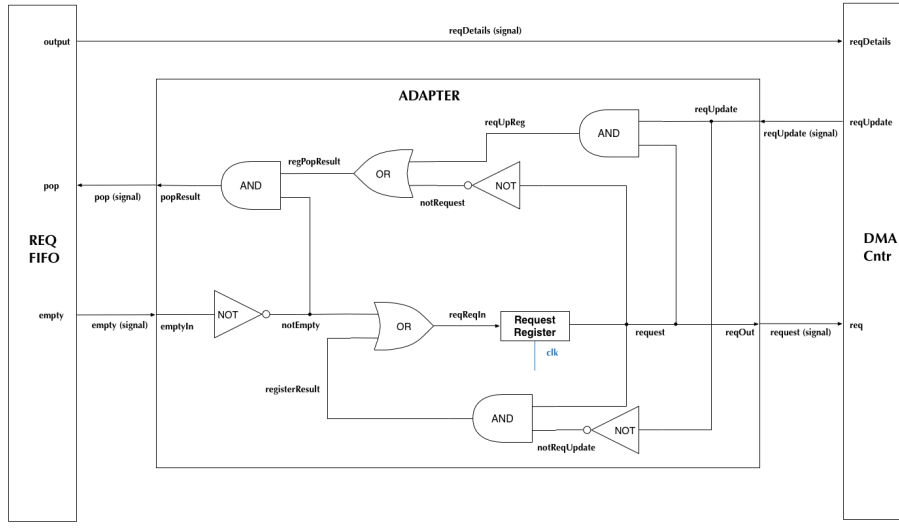 reqDetails (signal)
output
reqDetails
ADAPTER
reqUpdate
reqUpdate
reqUpdate (signal)
reqUpReg
AND
regPopResult
OR
AND
NOT
pop
popResult
pop (signal)
notRequest
REQ
FIFO
DMA
Cntr
empty
empty (signal)
emptyIn
NOT
notEmpty
OR
reqReqIn
Request
Register
clk
request
reqOut
request (signal)
req
registerResult
AND
NOT
notReqUpdate